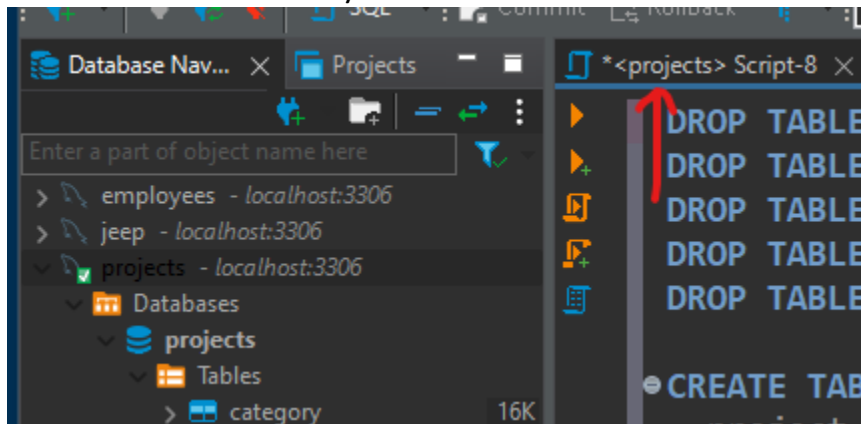 SQL Commit Rollback
Database Nav... Projects
*<projects> Script-8
Enter a part of object name here
employees - localhost:3306
jeep - localhost:3306
projects - localhost:3306
Databases
projects
Tables
category 16K
DROP TABLE
DROP TABLE
DROP TABLE
DROP TABLE
DROP TABLE
CREATE TAB